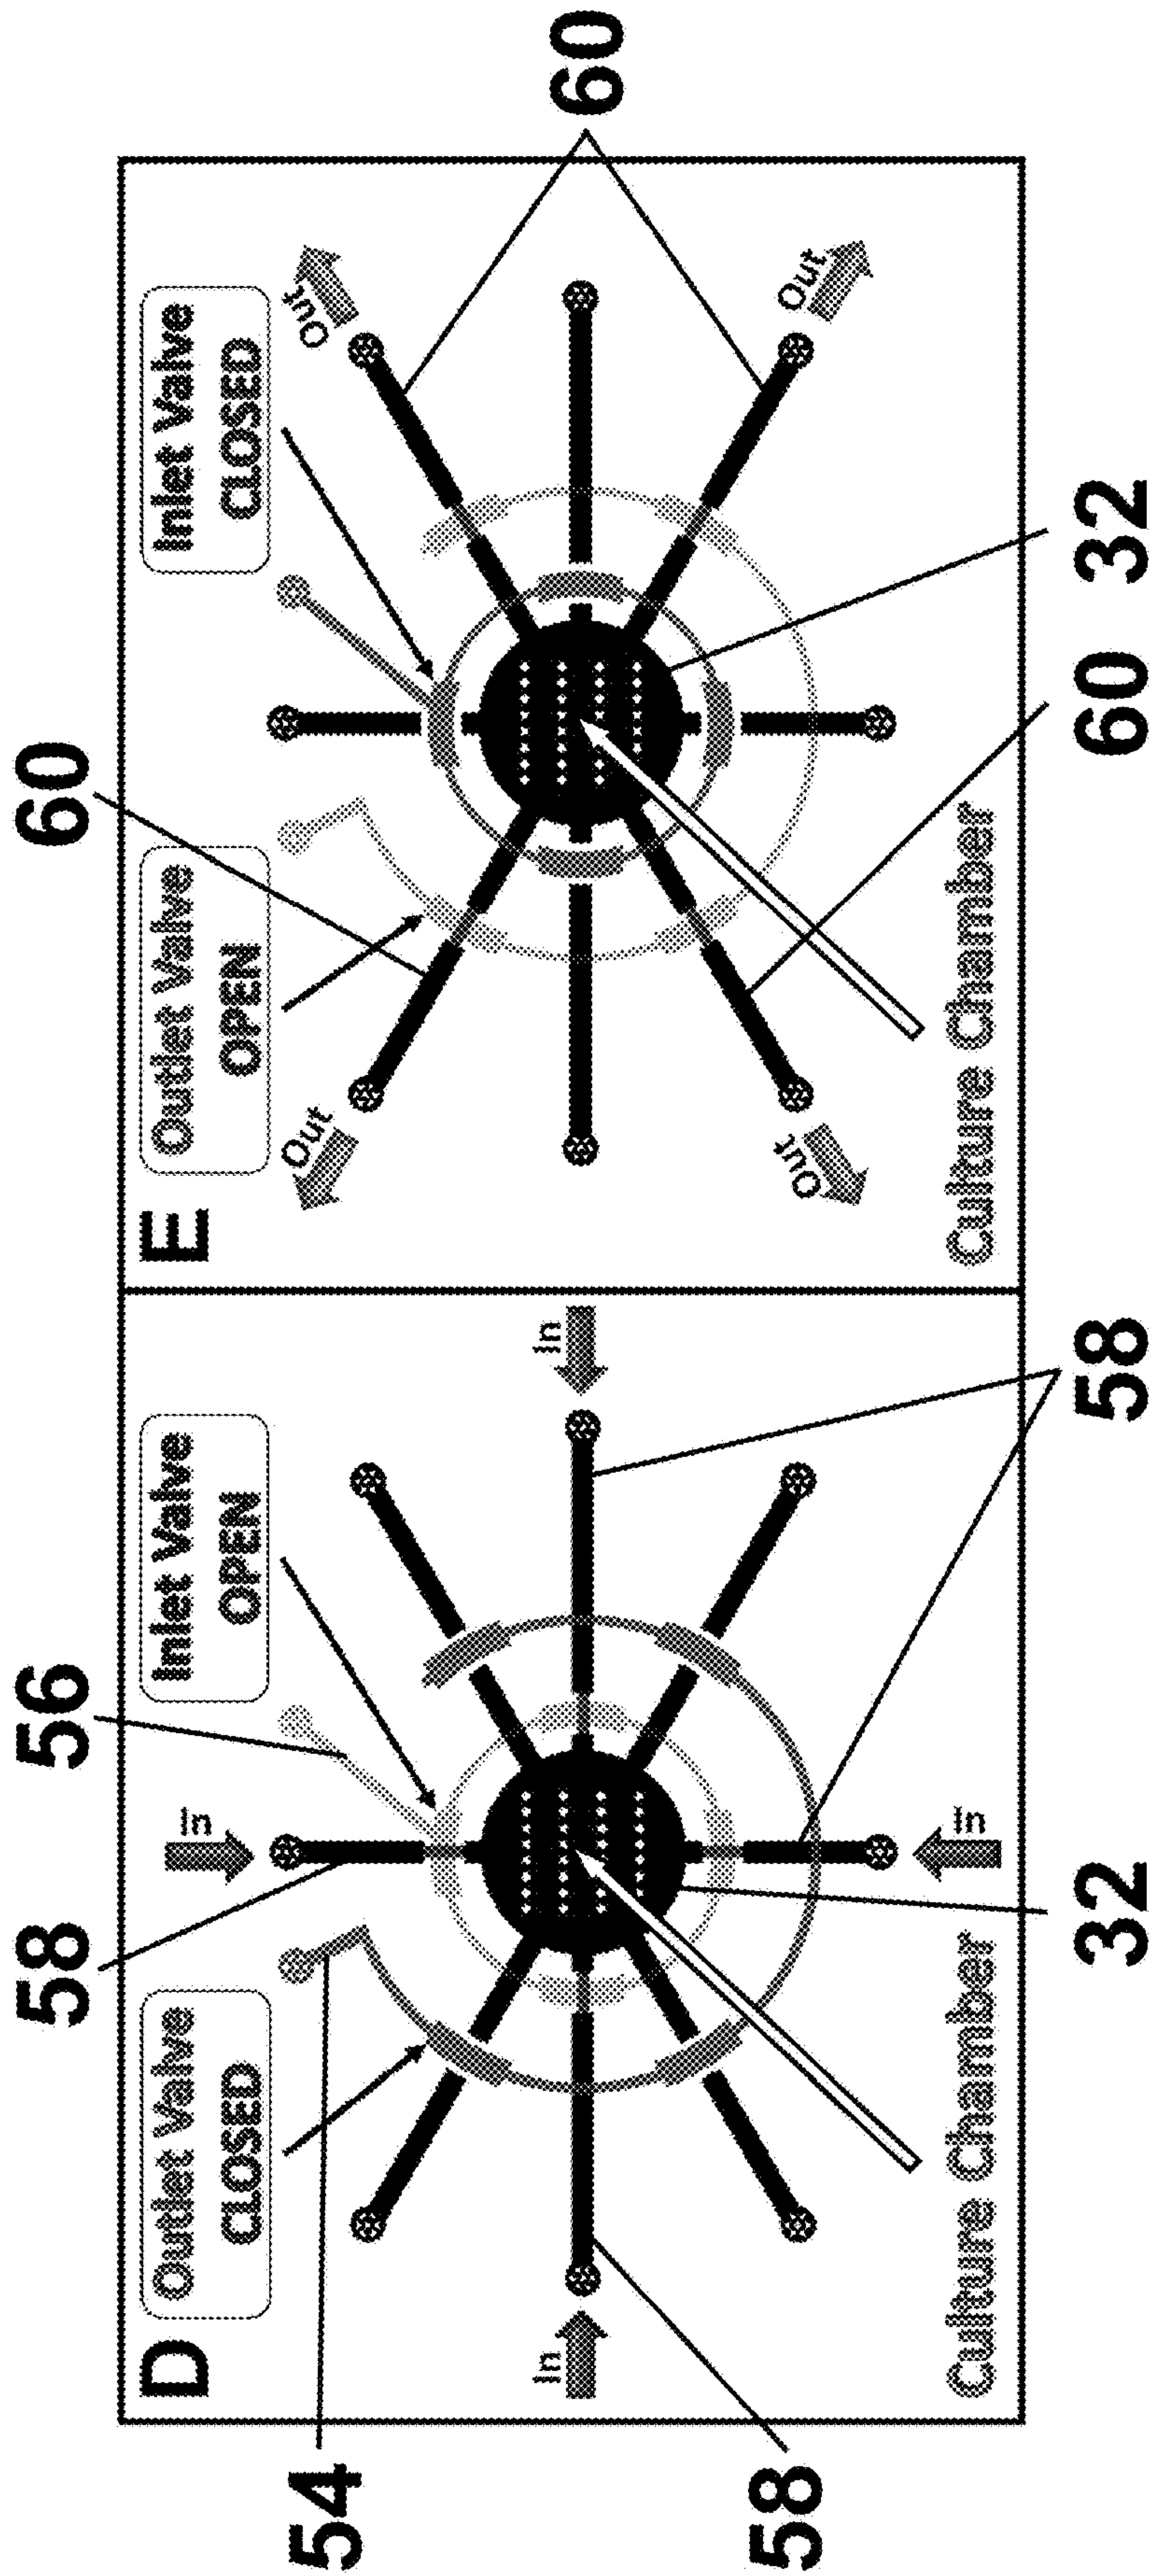 58
56
60
D
Outlet Valve
CLOSED
Inlet Valve
OPEN
In
54
In
In
58
In
Culture Chamber
E
Outlet Valve
OPEN
Inlet Valve
CLOSED
Out
Out
60
Out
Out
Culture Chamber
32
58
60
32